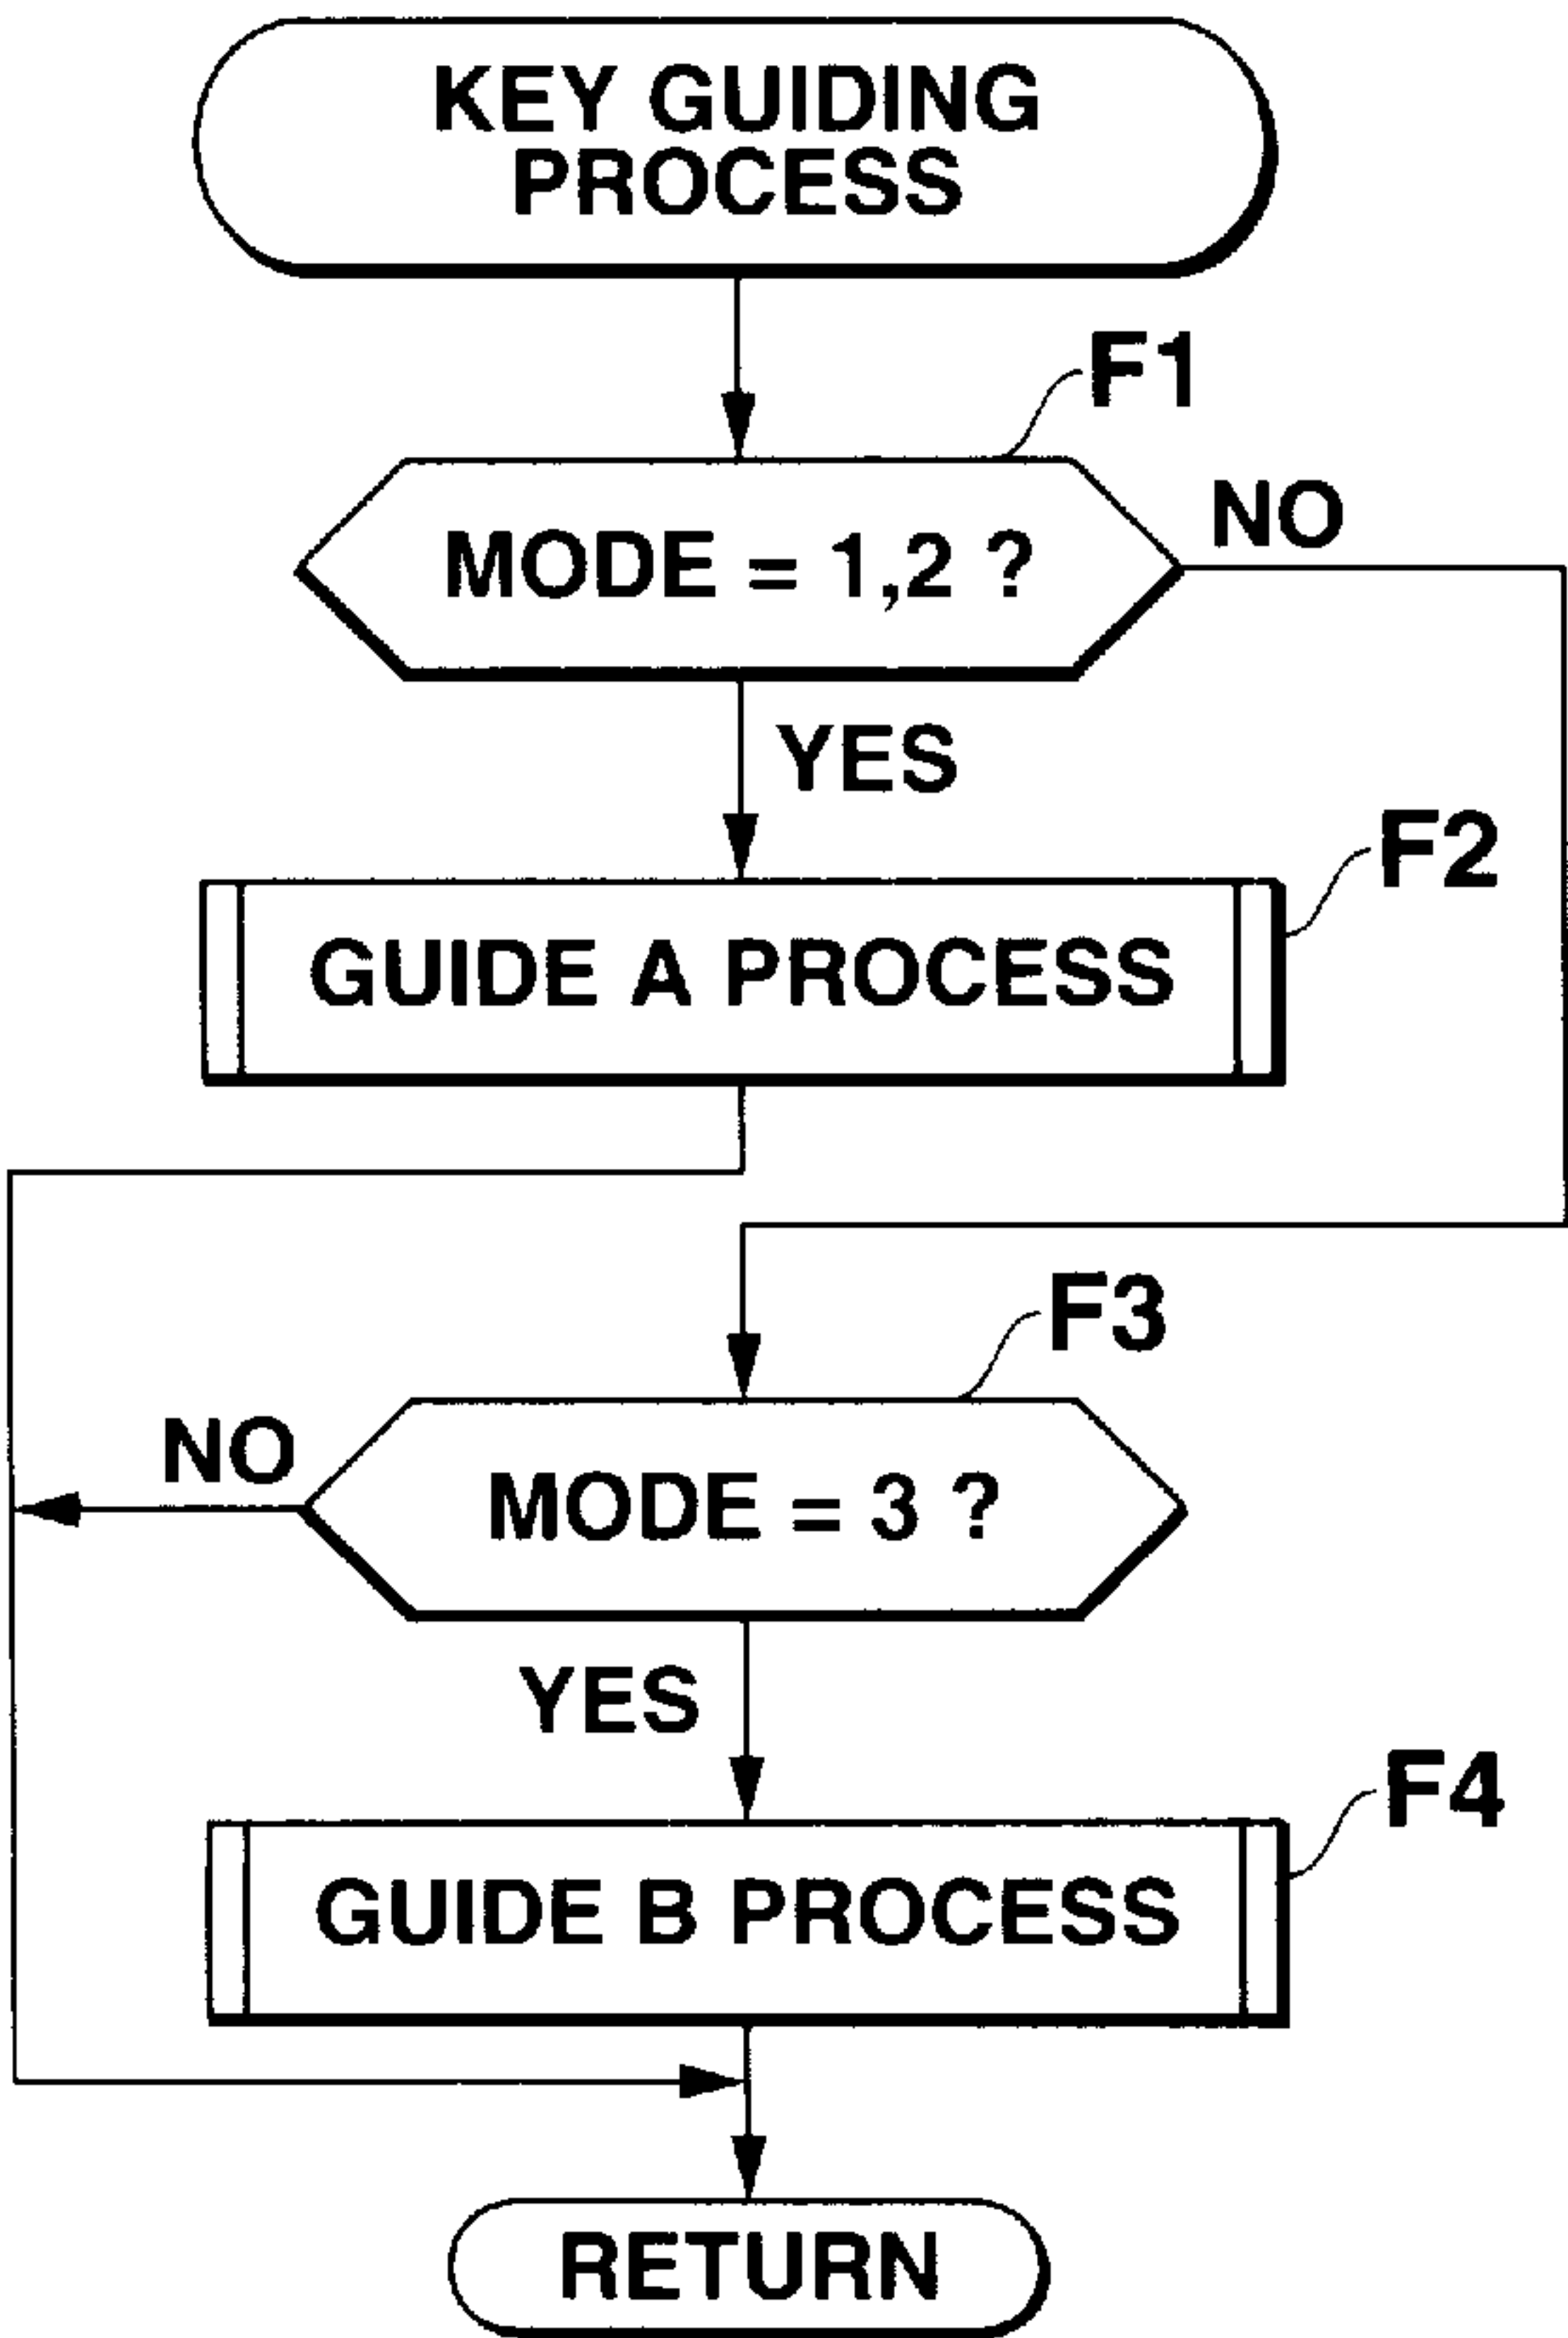 KEY GUIDING
PROCESS
F1
MODE = 1,2 ?
NO
YES
F2
GUIDE A PROCESS
F3
NO
MODE = 3 ?
YES
F4
GUIDE B PROCESS
RETURN